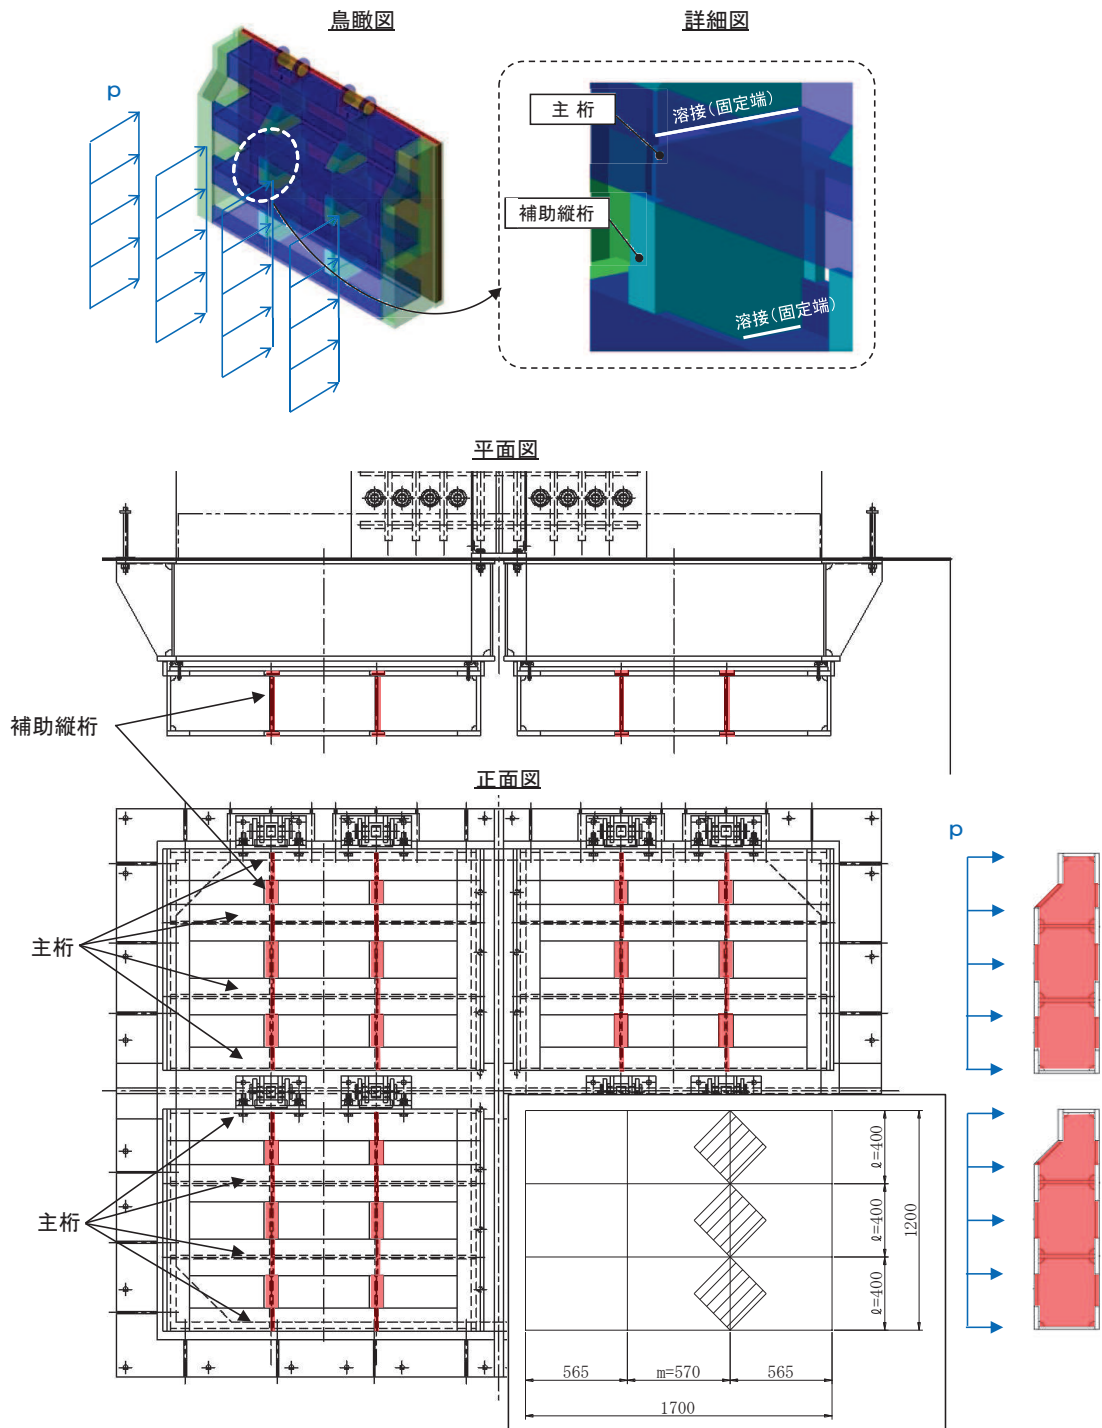 鳥瞰図
詳細図
p
主 桁
溶接(固定端)
補助縦桁
溶接(固定端)
平面図
補助縦桁
正面図
p
主桁
主桁
ℓ=400
ℓ=400
ℓ=400
1200
565
m=570
565
1700